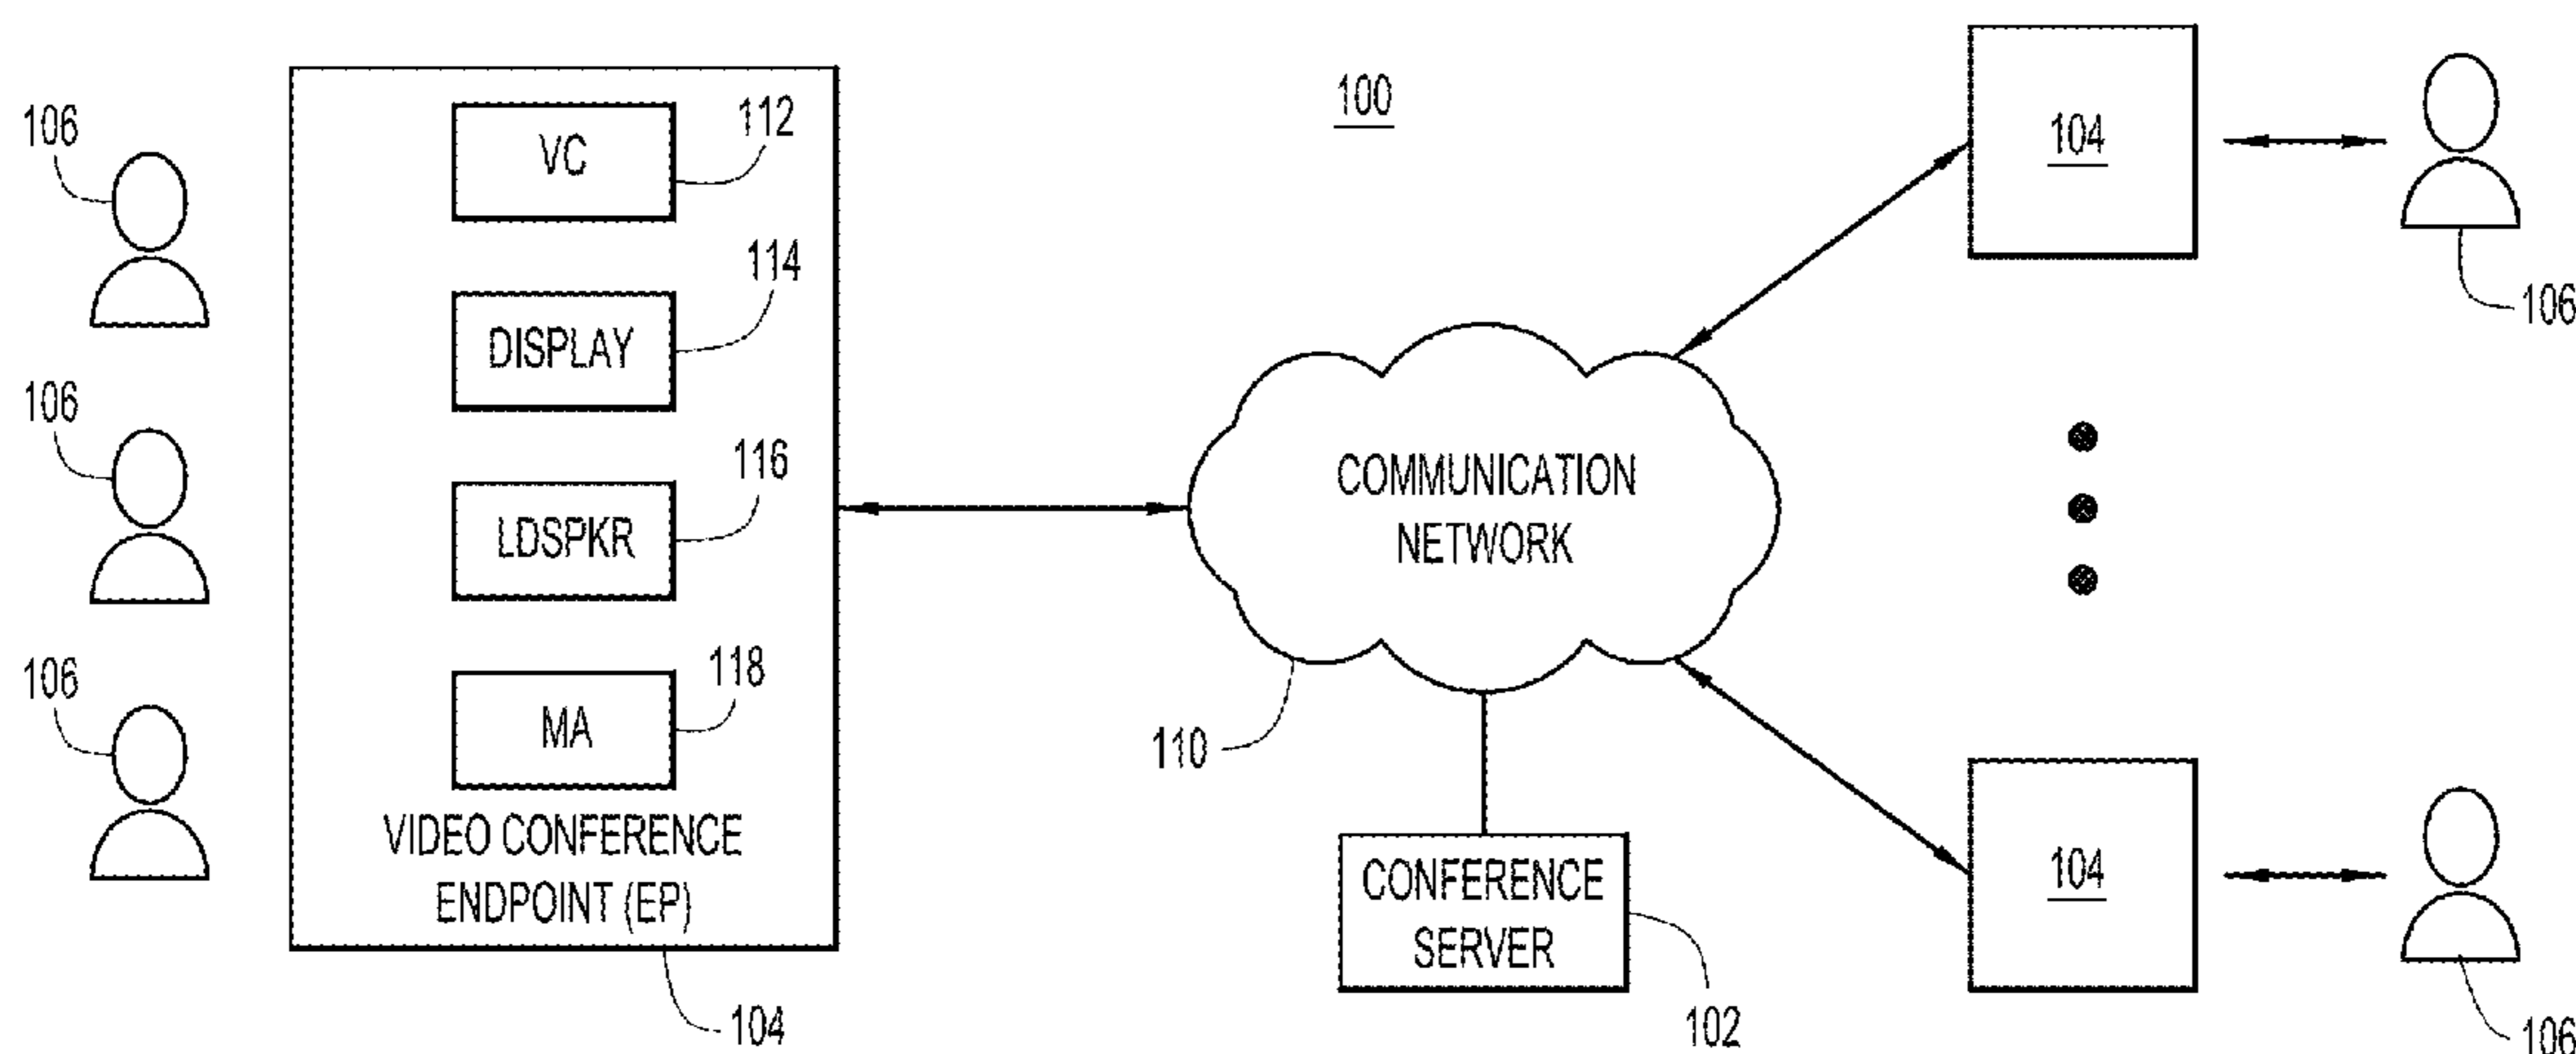 106
106
106
VC
112
DISPLAY
114
LDSPKR
116
MA
118
VIDEO CONFERENCE
ENDPOINT (EP)
104
100
COMMUNICATION
NETWORK
110
CONFERENCE
SERVER
102
104
106
104
106